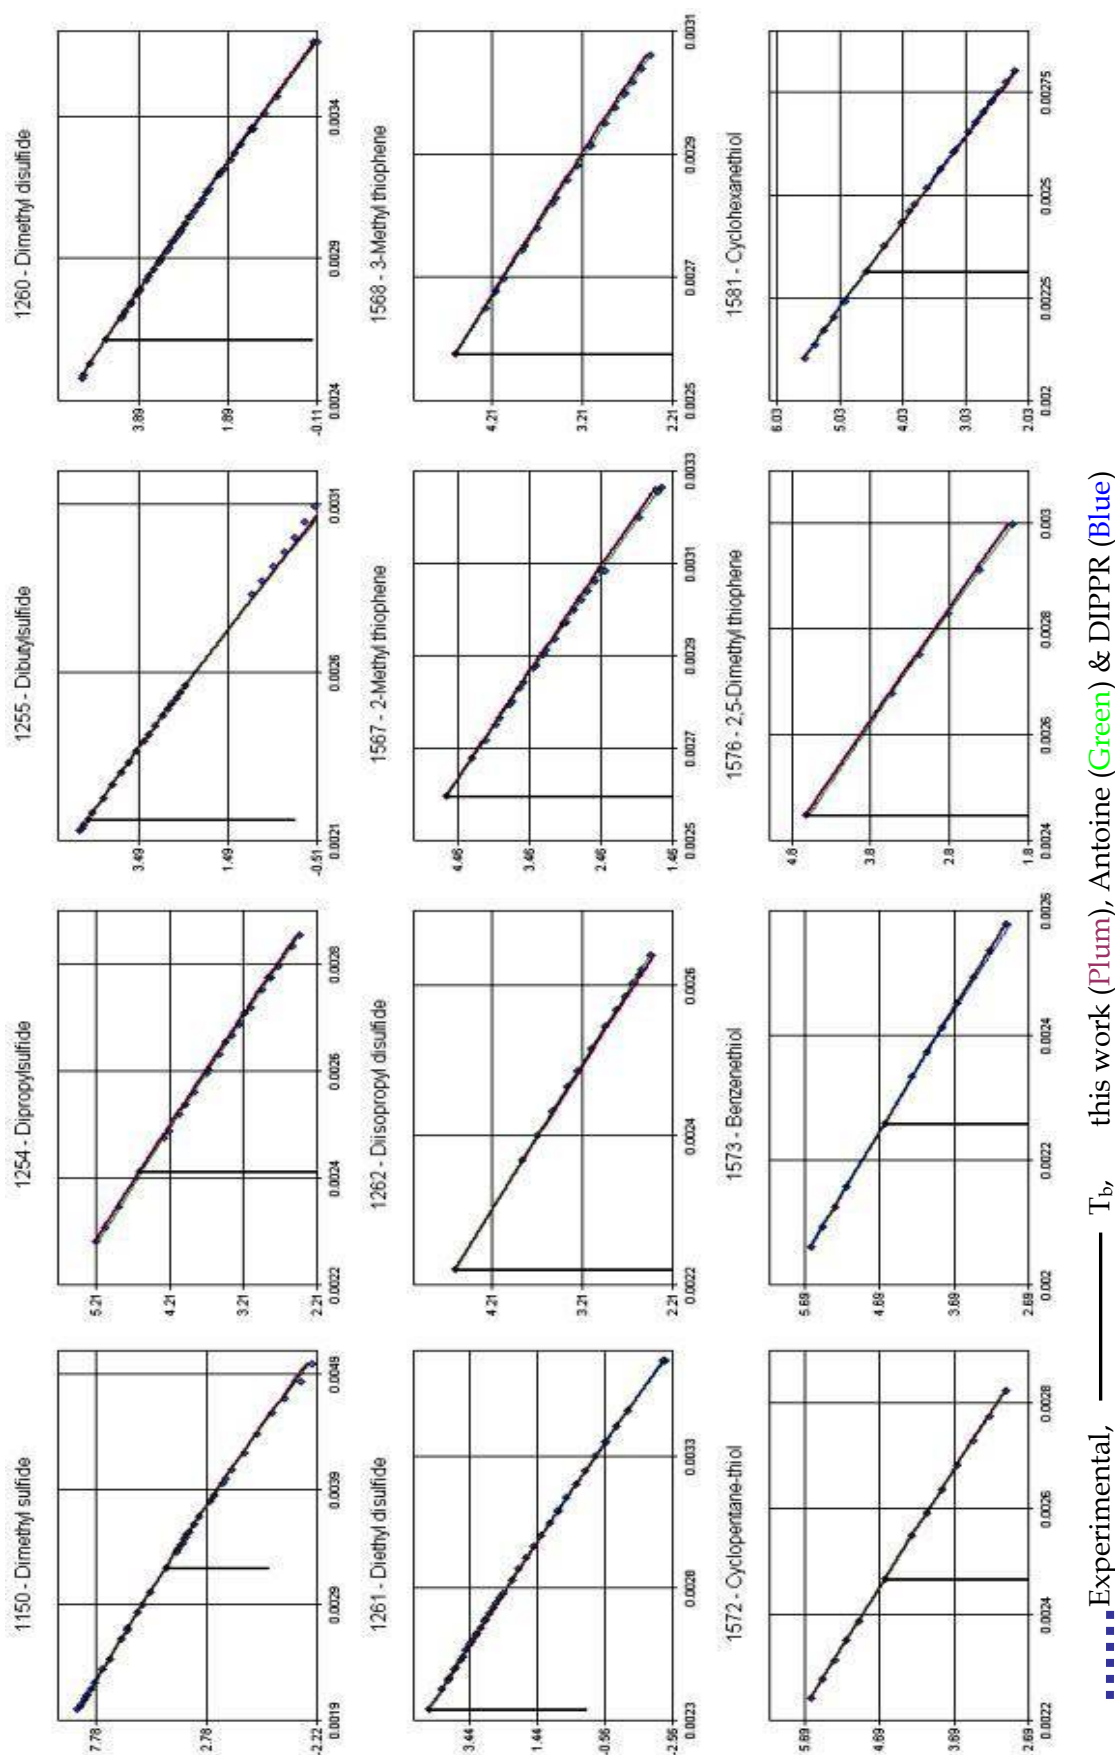 1150 - Dimethyl sulfide
7.78
2.78
-2.22
0.0019 0.0029 0.0039 0.0049
1254 - Dipropylsulfide
5.21
4.21
3.21
2.21
0.0022 0.0024 0.0026 0.0028
1255 - Dibutylsulfide
3.49
1.49
-0.51
0.0021 0.0026 0.0031
1260 - Dimethyl disulfide
3.89
1.89
-0.11
0.0024 0.0029 0.0034
1261 - Diethyl disulfide
3.44
1.44
-0.56
-2.56
0.0023 0.0028 0.0033
1262 - Diisopropyl disulfide
4.21
3.21
2.21
0.0022 0.0024 0.0026
1567 - 2-Methyl thiophene
4.46
3.46
2.46
1.46
0.0025 0.0027 0.0029 0.0031 0.0033
1568 - 3-Methyl thiophene
4.21
3.21
2.21
0.0025 0.0027 0.0029 0.0031
1572 - Cyclopentane-thiol
5.69
4.69
3.69
2.69
0.0022 0.0024 0.0026 0.0028
1573 - Benzenethiol
5.69
4.69
3.69
2.69
0.002 0.0022 0.0024 0.0026
1576 - 2,5-Dimethyl thiophene
4.8
3.8
2.8
1.8
0.0024 0.0026 0.0028 0.003
1581 - Cyclohexanethiol
6.03
5.03
4.03
3.03
2.03
0.002 0.00225 0.0025 0.00275
Experimental, Tb, this work (Plum), Antoine (Green) & DIPPR (Blue)